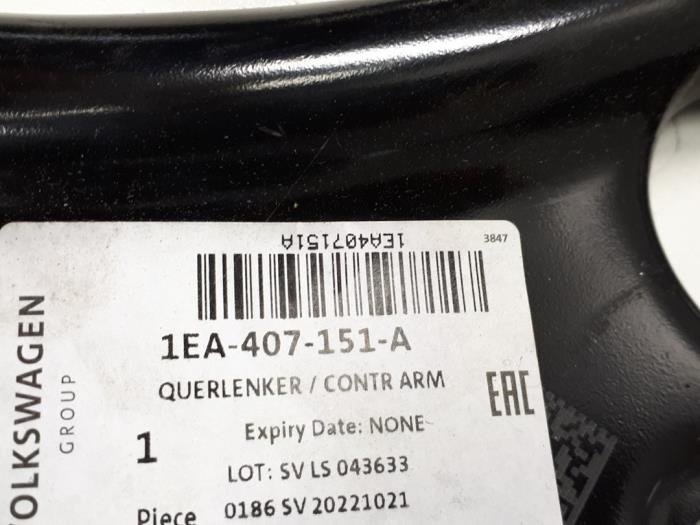 1EA407151A
3847
1EA-407-151-A
QUERLENKER / CONTR ARM
EAC
1
Expiry Date: NONE
LOT: SV LS 043633
Piece 0186 SV 20221021
OLKSWAGEN
GROUP